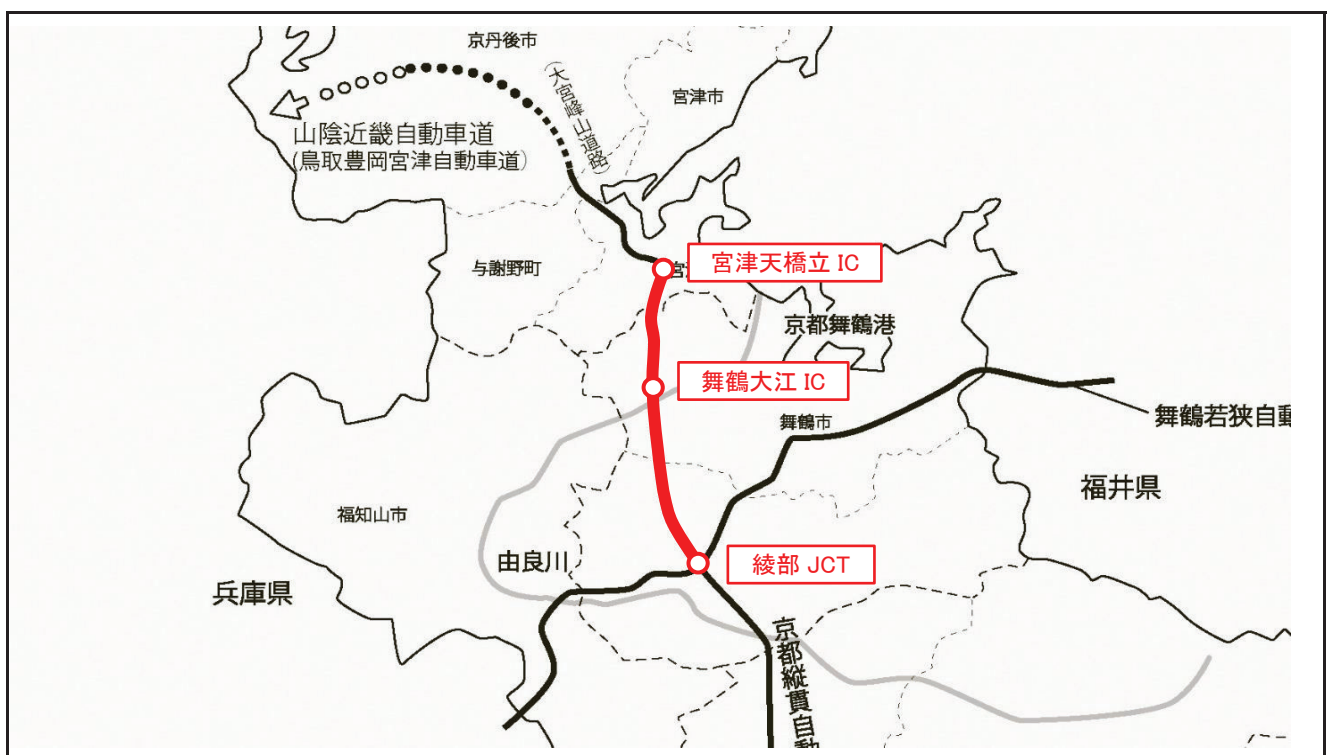 京丹後市
(大宮峰山道路)
宮津市
山陰近畿自動車道
(鳥取豊岡宮津自動車道)
与謝野町
宮
宮津天橋立 IC
京都舞鶴港
舞鶴大江 IC
舞鶴市
舞鶴若狭自動
福井県
福知山市
由良川
綾部 JCT
兵庫県
京都縦貫自動